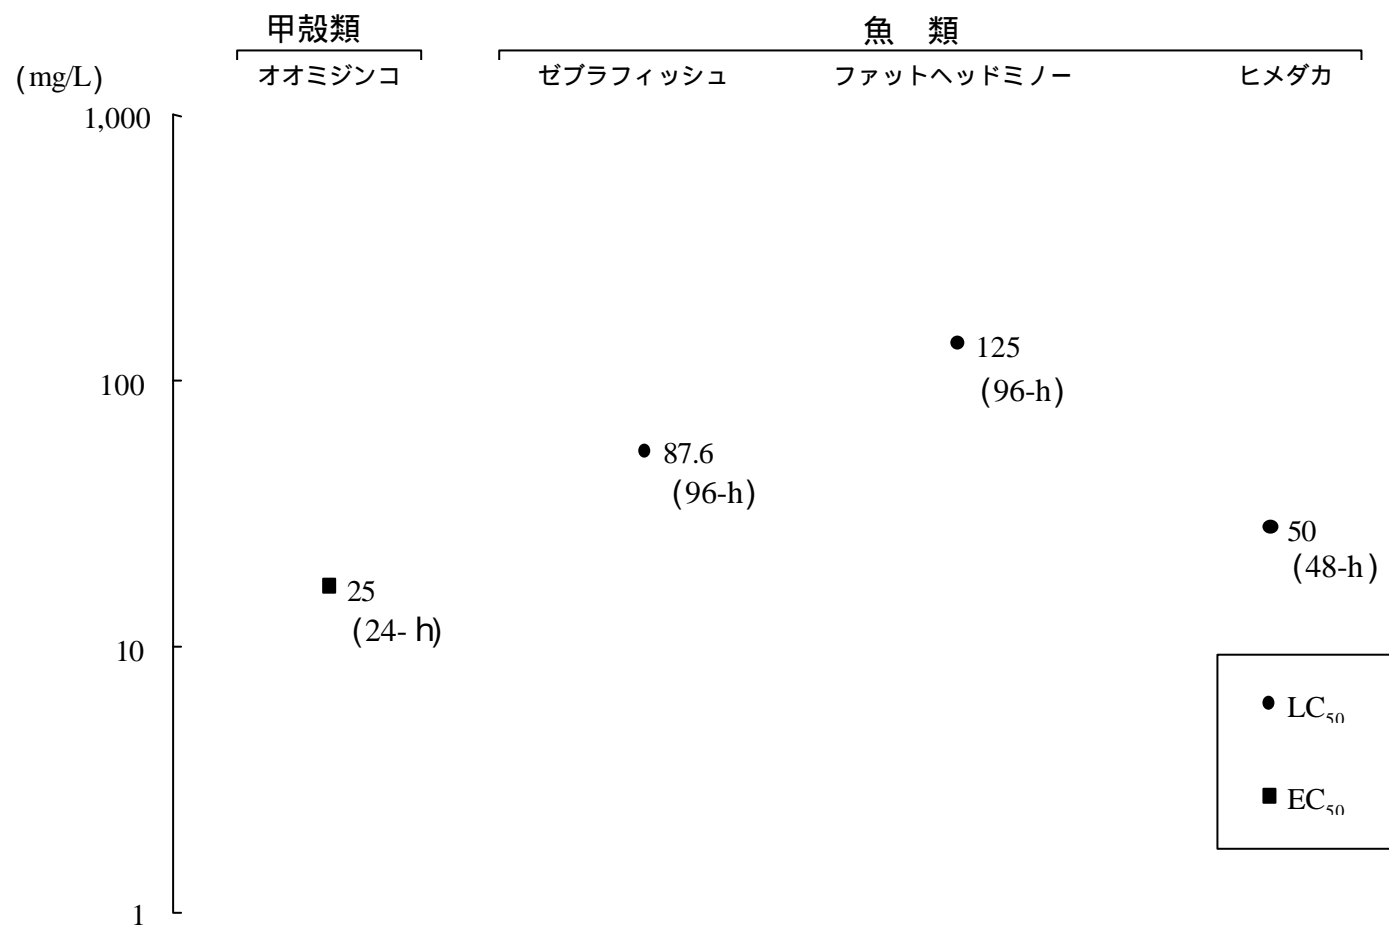 甲殻類
魚 類
(mg/L)
オオミジンコ
ゼブラフィッシュ
ファットヘッドミノー
ヒメダカ
1,000
125
100
(96-h)
87.6
(96-h)
50
(48-h)
25
(24- h)
10
LC50
EC50
1